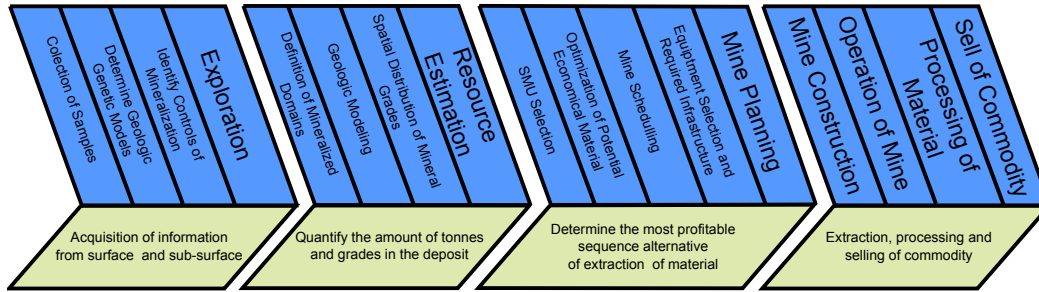 Colection of Samples
Determine Geologic
Genetic Models
Identify Controls of
Mineralization
Exploration
Acquisition of information
from surface and sub-surface
Definition of Mineralized
Domains
Geologic Modeling
Spatial Distribution of Mineral
Grades
Resource
Estimation
Quantify the amount of tonnes
and grades in the deposit
SMU Selection
Optimization of Potential
Economical Material
Mine Schedulling
Equiptment Selection and
Required Infrastructure
Mine Planning
Determine the most profitable
sequence alternative
of extraction of material
Mine Construction
Operation of Mine
Processing of
Material
Sell of Commodity
Extraction, processing and
selling of commodity